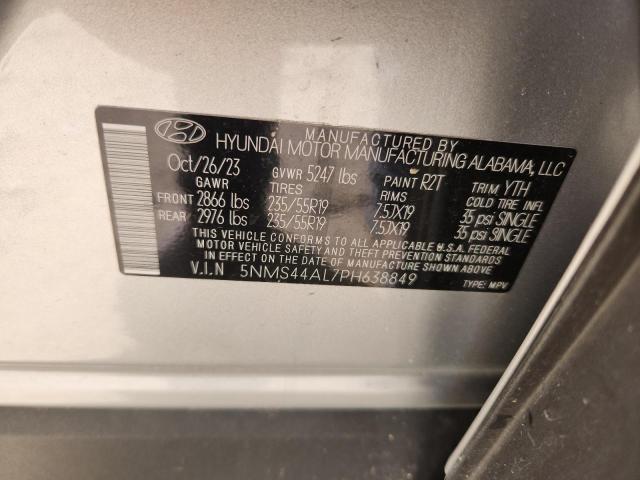 MANUFACTURED BY
HYUNDAI MOTOR MANUFACTURING ALABAMA, LLC
Oct/26/23 GVWR 5247 lbs PAINT R2T TRIM YTH
GAWR TIRES RIMS COLD TIRE INFL
FRONT 2866 lbs 235/55R19 7.5JX19 35 psi SINGLE
REAR 2976 lbs 235/55R19 7.5JX19 35 psi SINGLE
THIS VEHICLE CONFORMS TO ALL APPLICABLE U.S.A. FEDERAL
MOTOR VEHICLE SAFETY AND THEFT PREVENTION STANDARDS
IN EFFECT ON THE DATE OF MANUFACTURE SHOWN ABOVE.
V.I.N 5NMS44AL7PH638849 TYPE: MPV